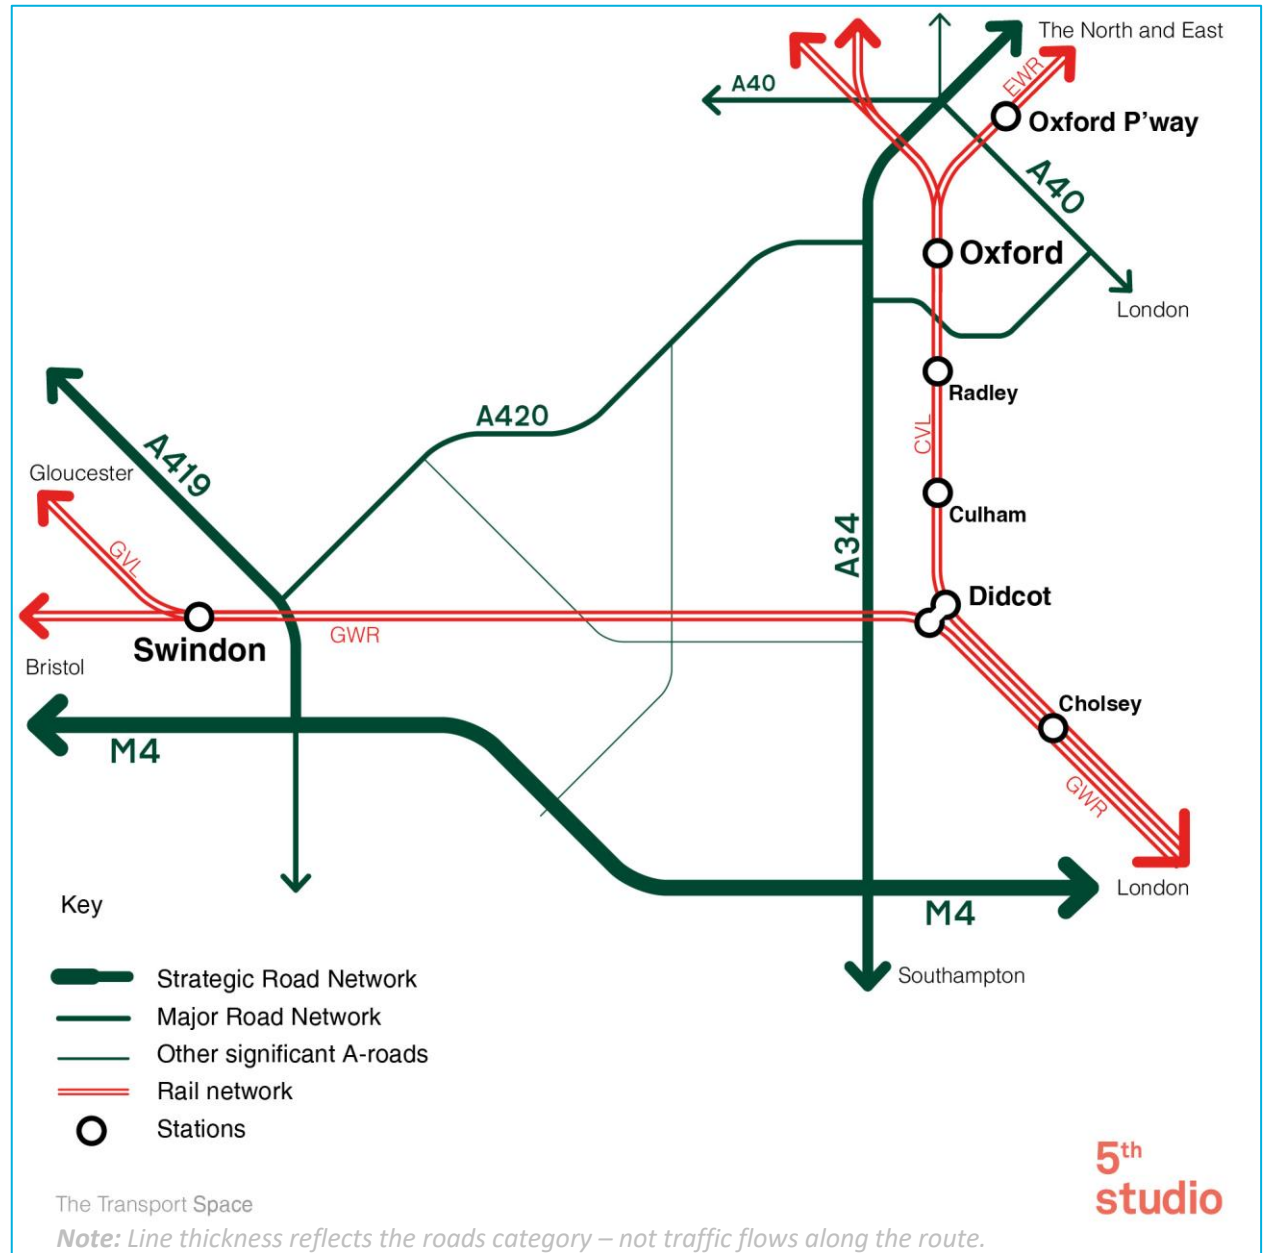 The North and East
EWR
A40
Oxford P'way
A40
Oxford
London
Radley
CVL
A420
A419
Gloucester
Culham
A34
GVL
Didcot
Swindon
GWR
Bristol
Cholsey
M4
GWR
London
M4
Southampton
Key
Strategic Road Network
Major Road Network
Other significant A-roads
Rail network
Stations
5th
studio
The Transport Space
Note: Line thickness reflects the roads category – not traffic flows along the route.